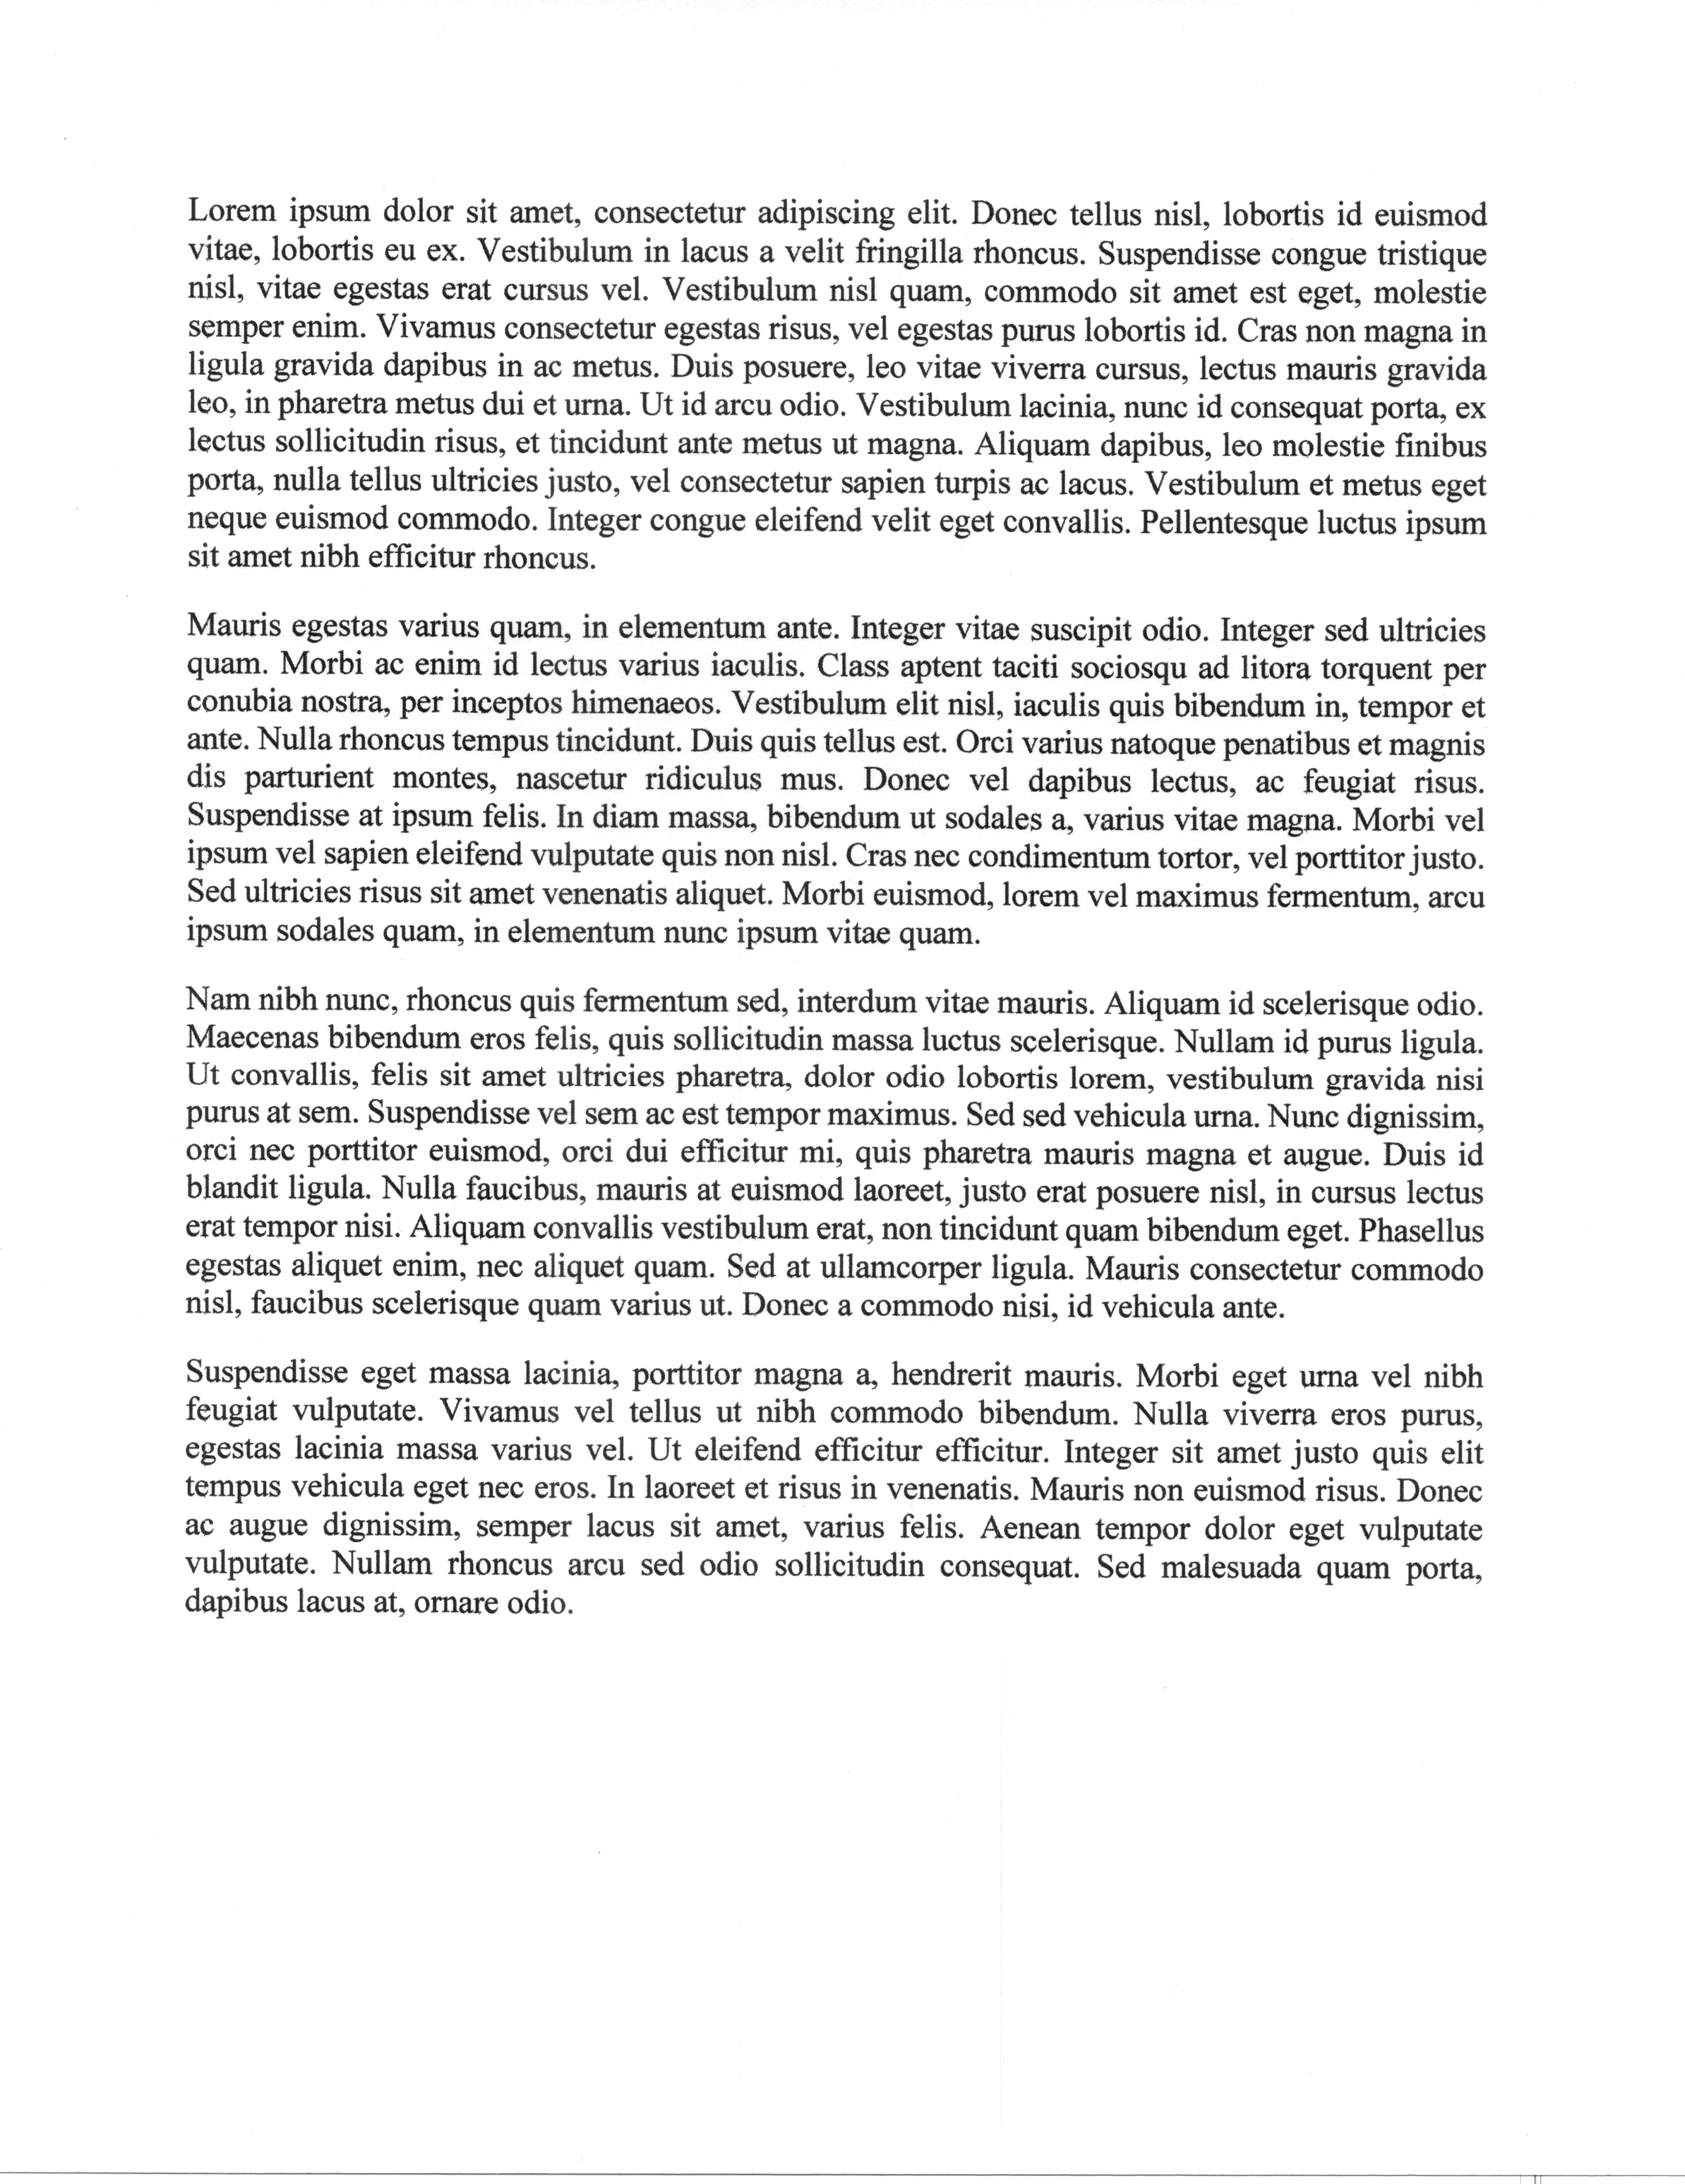 Lorem ipsum dolor sit amet, consectetur adipiscing elit. Donec tellus nisl, lobortis id euismod
vitae, lobortis eu ex. Vestibulum in lacus a velit fringilla rhoncus. Suspendisse congue tristique
nisl, vitae egestas erat cursus vel. Vestibulum nisl quam, commodo sit amet est eget, molestie
semper enim. Vivamus consectetur egestas risus, vel egestas purus lobortis id. Cras non magna in
ligula gravida dapibus in ac metus. Duis posuere, leo vitae viverra cursus, lectus mauris gravida
leo, in pharetra metus dui et urna. Ut id arcu odio. Vestibulum lacinia, nunc id consequat porta, ex
lectus sollicitudin risus, et tincidunt ante metus ut magna. Aliquam dapibus, leo molestie finibus
porta, nulla tellus ultricies justo, vel consectetur sapien turpis ac lacus. Vestibulum et metus eget
neque euismod commodo. Integer congue eleifend velit eget convallis. Pellentesque luctus ipsum
sit amet nibh efficitur rhoncus.
Mauris egestas varius quam, in elementum ante. Integer vitae suscipit odio. Integer sed ultricies
quam. Morbi ac enim id lectus varius iaculis. Class aptent taciti sociosqu ad litora torquent per
conubia nostra, per inceptos himenaeos. Vestibulum elit nisl, iaculis quis bibendum in, tempor et
ante. Nulla rhoncus tempus tincidunt. Duis quis tellus est. Orci varius natoque penatibus et magnis
dis parturient montes, nascetur ridiculus mus. Donec vel dapibus lectus, ac feugiat risus.
Suspendisse at ipsum felis. In diam massa, bibendum ut sodales a, varius vitae magna. Morbi vel
ipsum vel sapien eleifend vulputate quis non nisl. Cras nec condimentum tortor, vel porttitor justo.
Sed ultricies risus sit amet venenatis aliquet. Morbi euismod, lorem vel maximus fermentum, arcu
ipsum sodales quam, in elementum nunc ipsum vitae quam.
Nam nibh nunc, rhoncus quis fermentum sed, interdum vitae mauris. Aliquam id scelerisque odio.
Maecenas bibendum eros felis, quis sollicitudin massa luctus scelerisque. Nullam id purus ligula.
Ut convallis, felis sit amet ultricies pharetra, dolor odio lobortis lorem, vestibulum gravida nisi
purus at sem. Suspendisse vel sem ac est tempor maximus. Sed sed vehicula urna. Nunc dignissim,
orci nec porttitor euismod, orci dui efficitur mi, quis pharetra mauris magna et augue. Duis id
blandit ligula. Nulla faucibus, mauris at euismod laoreet, justo erat posuere nisl, in cursus lectus
erat tempor nisi. Aliquam convallis vestibulum erat, non tincidunt quam bibendum eget. Phasellus
egestas aliquet enim, nec aliquet quam. Sed at ullamcorper ligula. Mauris consectetur commodo
nisl, faucibus scelerisque quam varius ut. Donec a commodo nisi, id vehicula ante.
Suspendisse eget massa lacinia, porttitor magna a, hendrerit mauris. Morbi eget urna vel nibh
feugiat vulputate. Vivamus vel tellus ut nibh commodo bibendum. Nulla viverra eros purus,
egestas lacinia massa varius vel. Ut eleifend efficitur efficitur. Integer sit amet justo quis elit
tempus vehicula eget nec eros. In laoreet et risus in venenatis. Mauris non euismod risus. Donec
ac augue dignissim, semper lacus sit amet, varius felis. Aenean tempor dolor eget vulputate
vulputate. Nullam rhoncus arcu sed odio sollicitudin consequat. Sed malesuada quam porta,
dapibus lacus at, ornare odio.